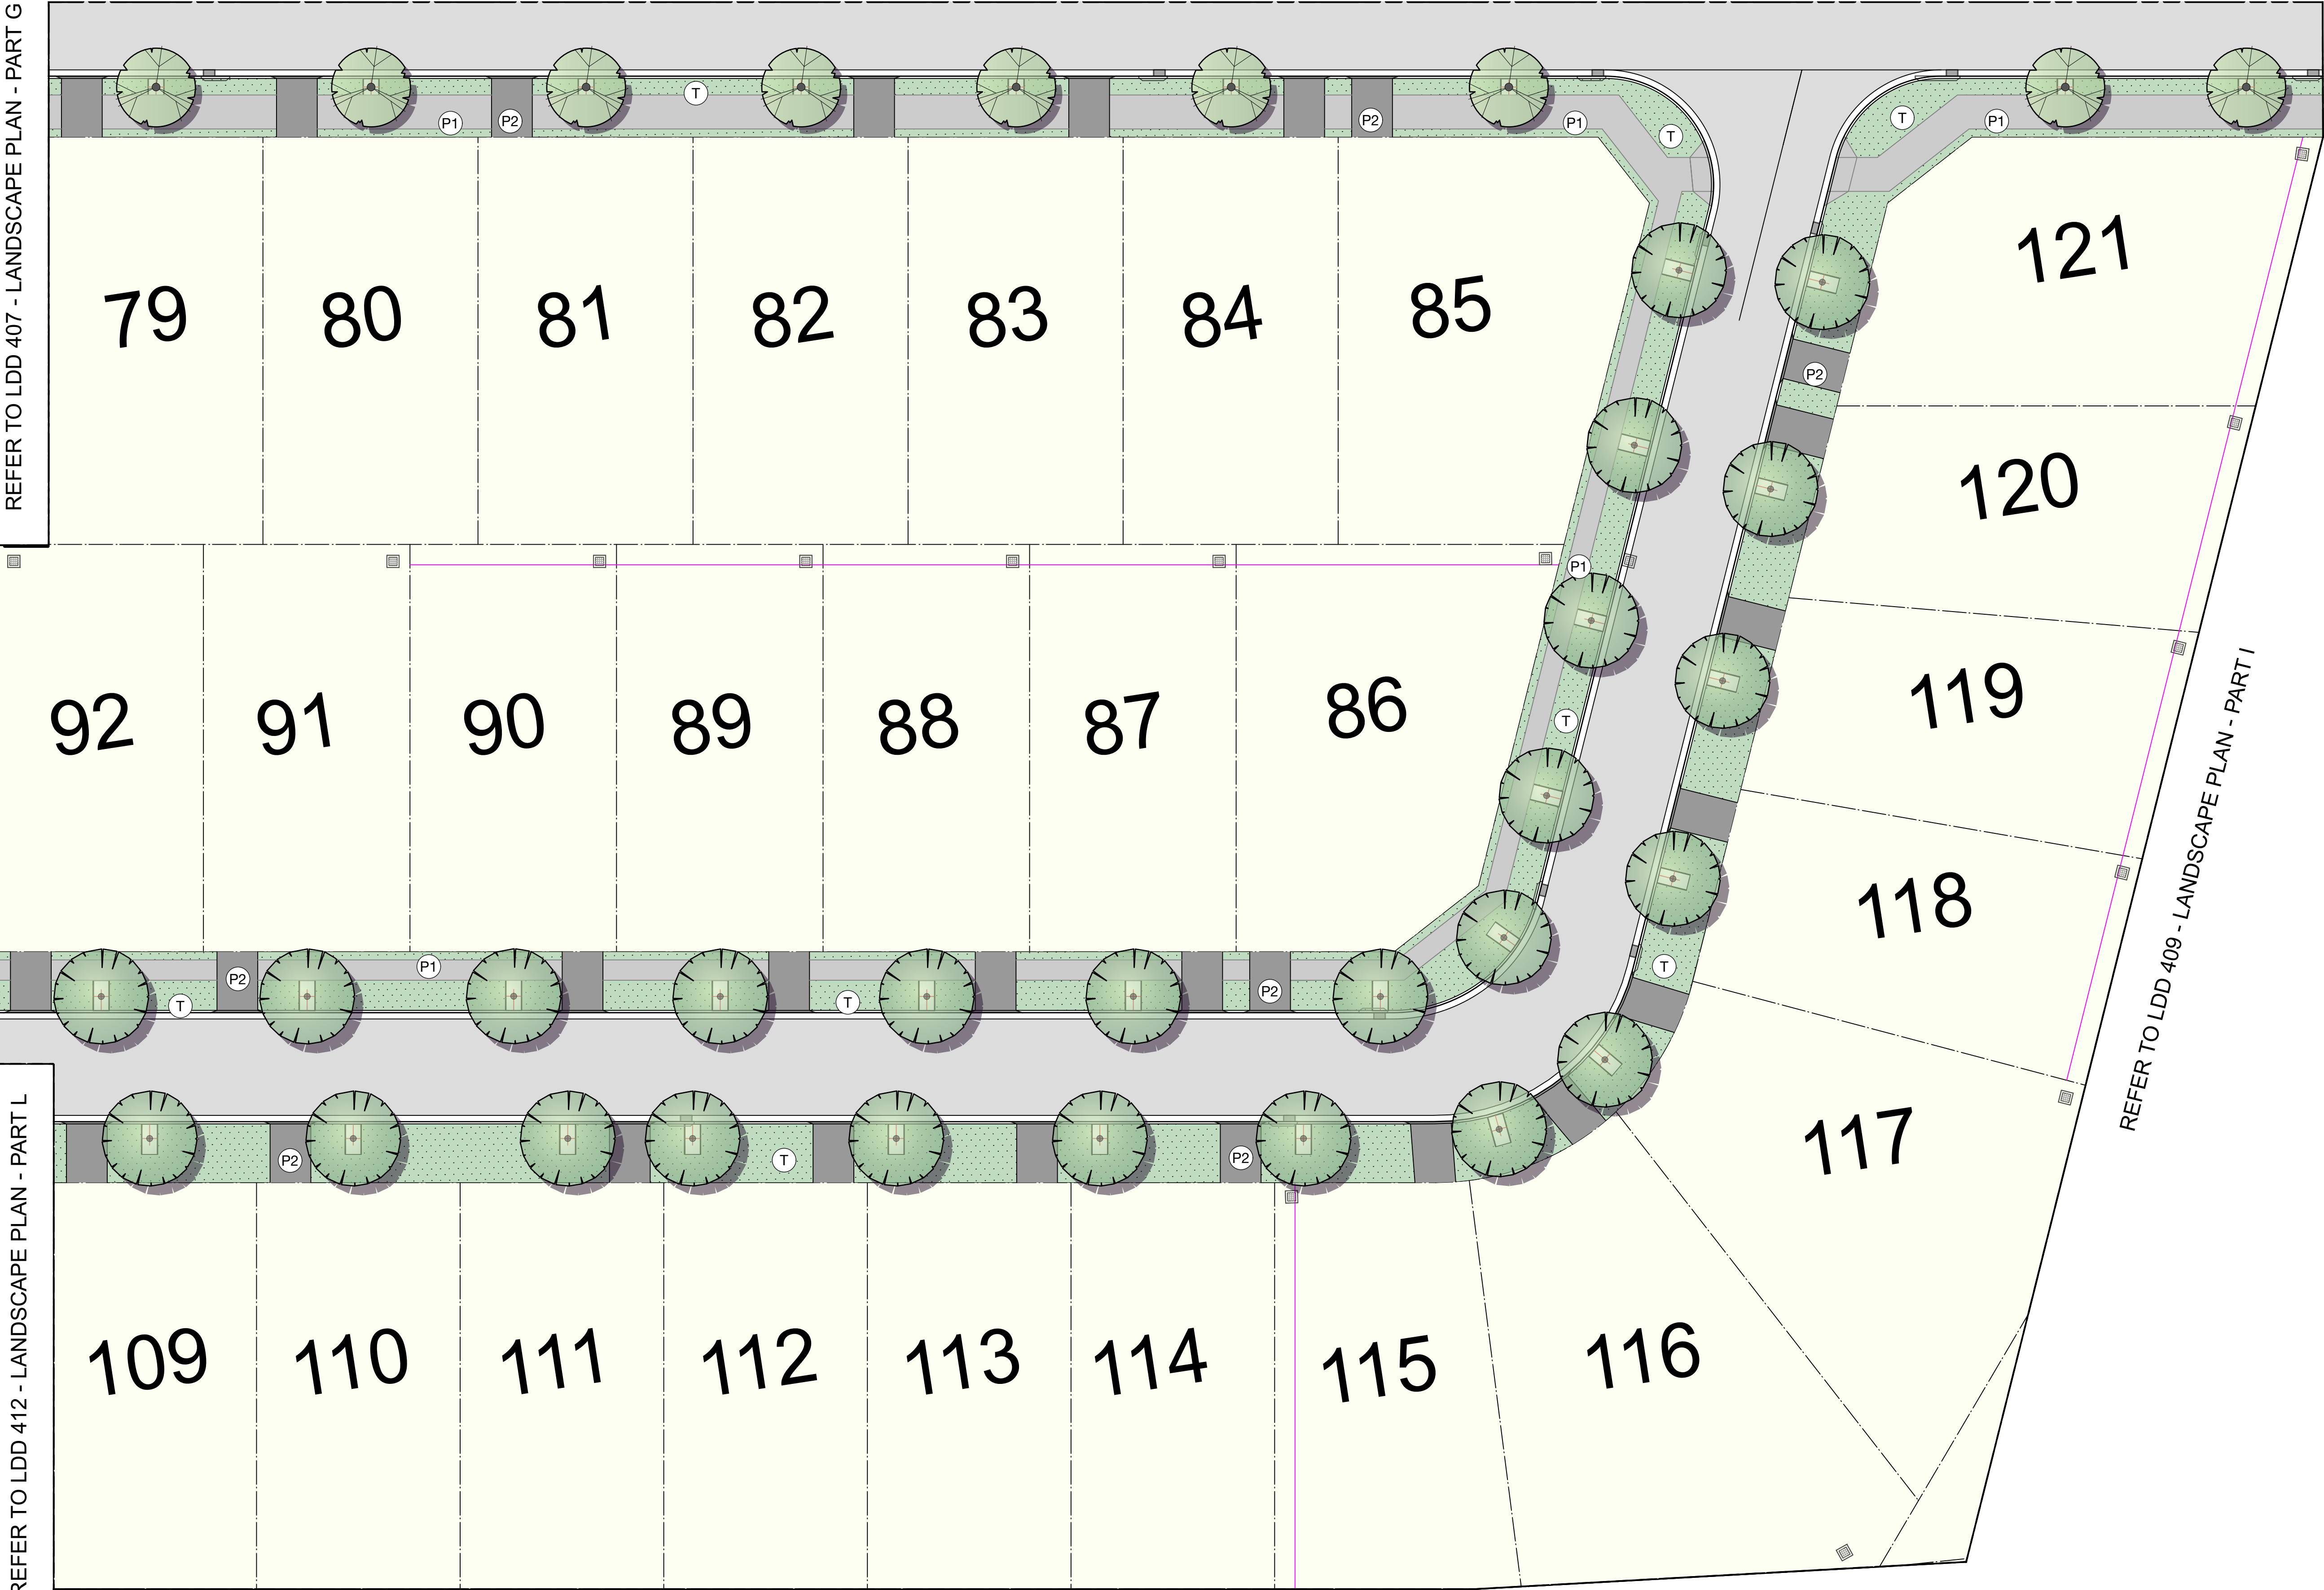 REFER TO LDD 407 - LANDSCAPE PLAN - PART G
T
P1
P2
P2
P1
T
T
P1
79
80
81
82
83
84
85
121
P2
120
P1
92
91
90
89
88
87
86
T
119
118
REFER TO LDD 409 - LANDSCAPE PLAN - PART I
P2
P1
T
T
P2
T
REFER TO LDD 412 - LANDSCAPE PLAN - PART L
P2
T
P2
117
109
110
111
112
113
114
115
116